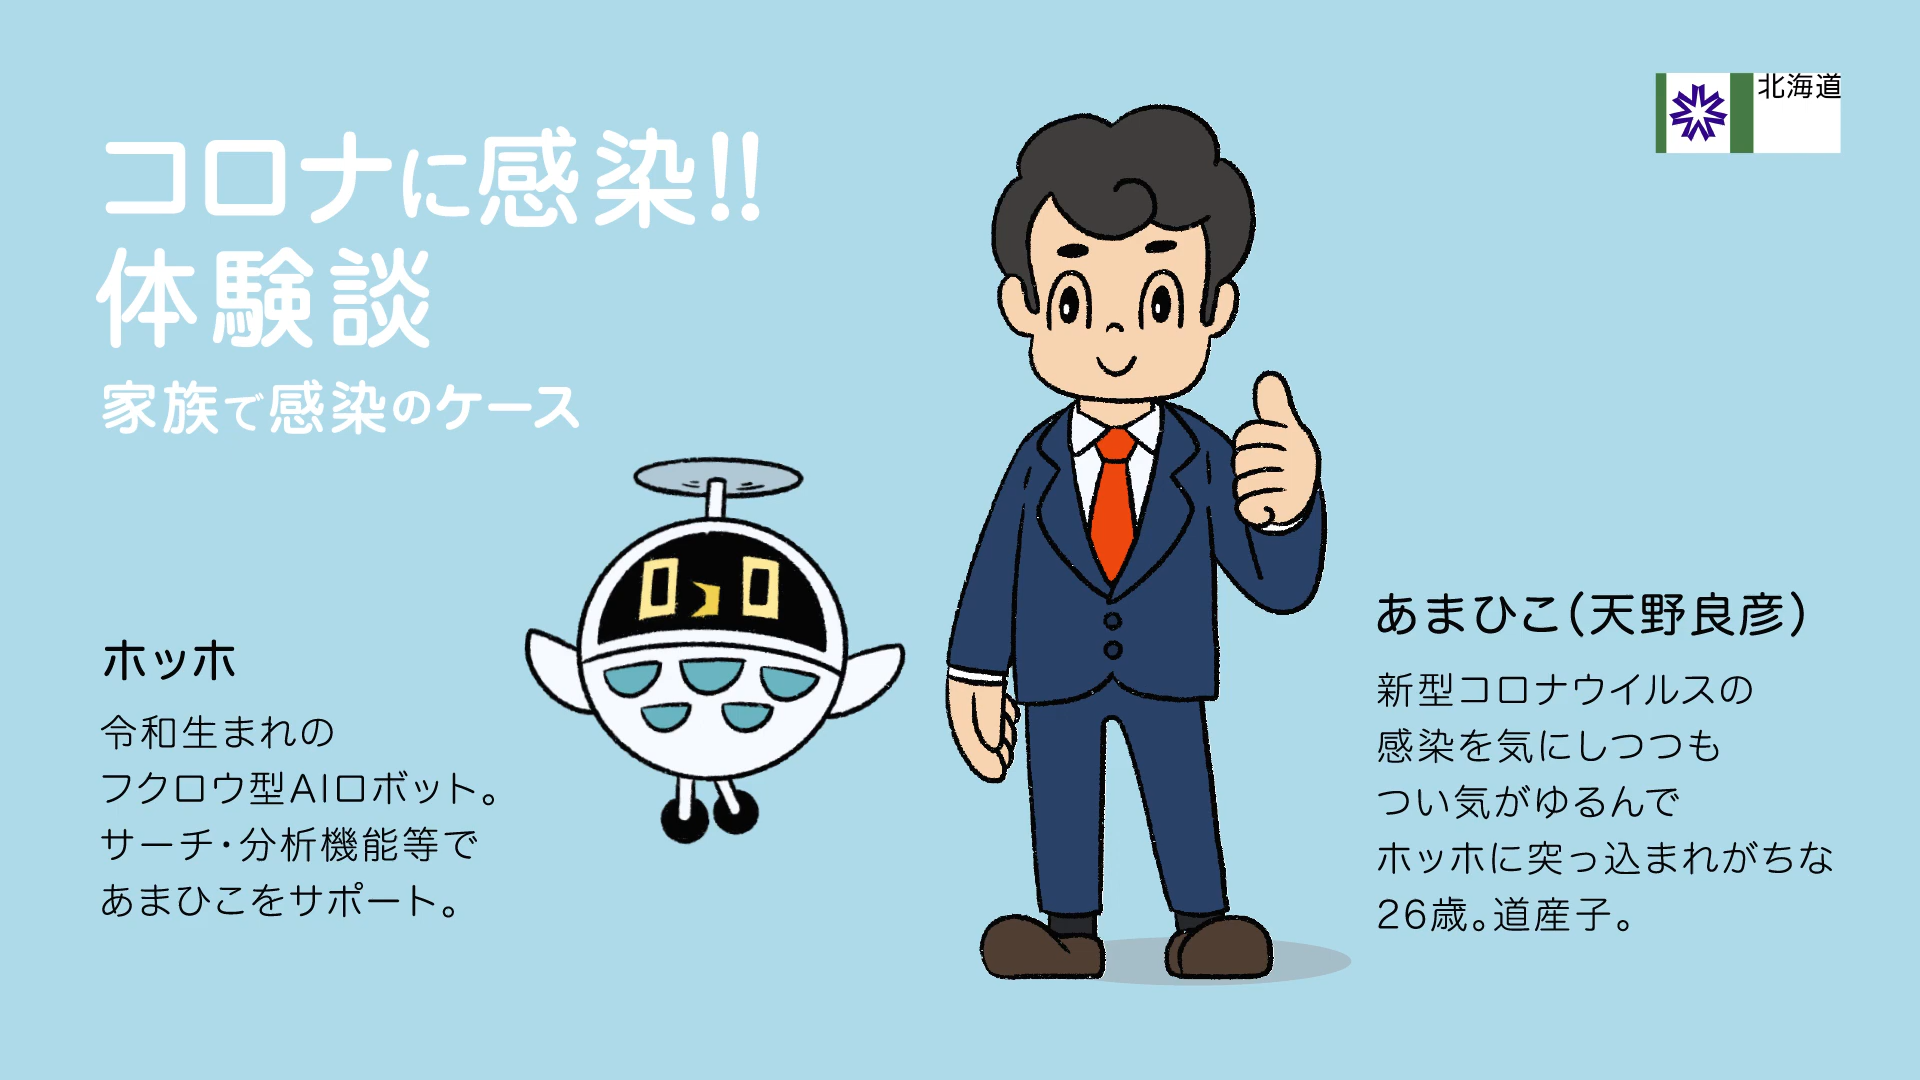 コロナに感染!!
体験談
家族で感染のケース
北海道
ホッホ
令和生まれの
フクロウ型AIロボット。
サーチ・分析機能等で
あまひこをサポート。
あまひこ(天野良彦)
新型コロナウイルスの
感染を気にしつつも
つい気がゆるんで
ホッホに突っ込まれがちな
26歳。道産子。